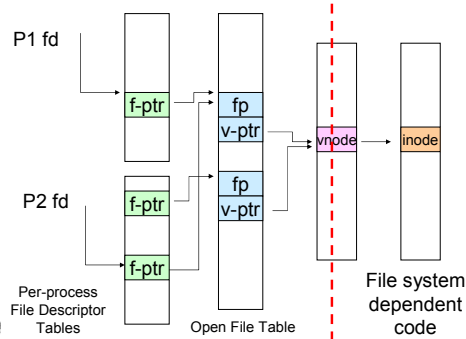 P1 fd
f-ptr
fp
v-ptr
vnode
inode
f-ptr
fp
v-ptr
P2 fd
f-ptr
Per-process
File Descriptor
Tables
Open File Table
File system
dependent
code